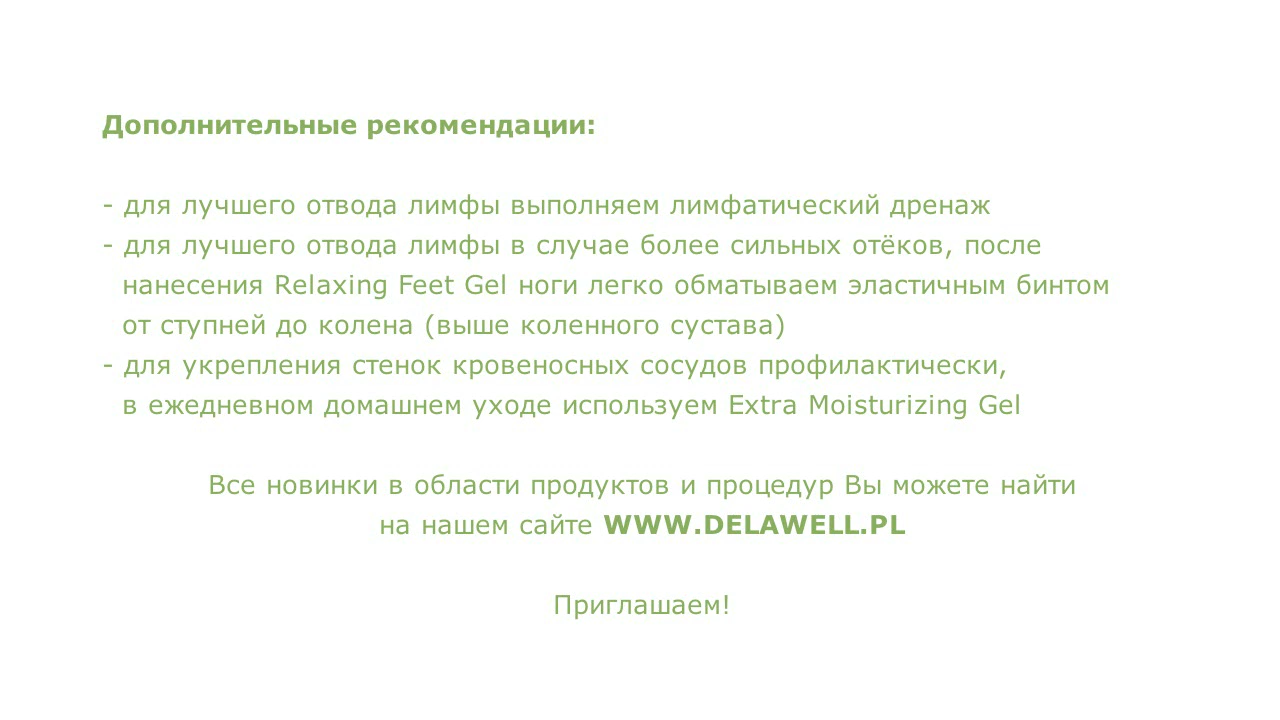 Дополнительные рекомендации:
- для лучшего отвода лимфы выполняем лимфатический дренаж
- для лучшего отвода лимфы в случае более сильных отёков, после
нанесения Relaxing Feet Gel ноги легко обматываем эластичным бинтом
от ступней до колена (выше коленного сустава)
- для укрепления стенок кровеносных сосудов профилактически,
в ежедневном домашнем уходе используем Extra Moisturizing Gel
Все новинки в области продуктов и процедур Вы можете найти
на нашем сайте WWW.DELAWELL.PL
Приглашаем!